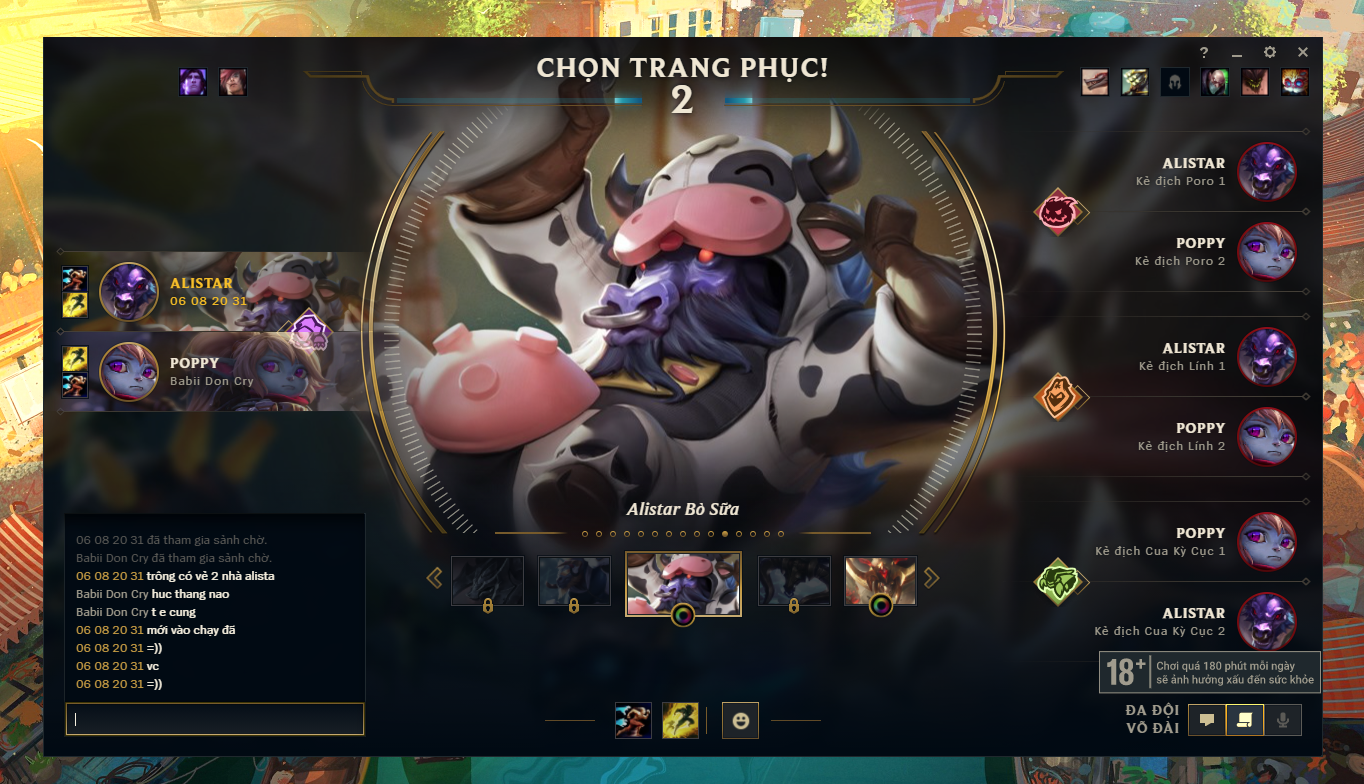 ?
CHỌN TRANG PHỤC!
2
ALISTAR
06 08 20 31
POPPY
Babii Don Cry
ALISTAR
Kẻ địch Poro 1
POPPY
Kẻ địch Poro 2
ALISTAR
Kẻ địch Lính 1
POPPY
Kẻ địch Lính 2
POPPY
Kẻ địch Cua Kỳ Cục 1
ALISTAR
Kẻ địch Cua Kỳ Cục 2
Alistar Bò Sữa
06 08 20 31 đã tham gia sảnh chờ.
Babii Don Cry đã tham gia sảnh chờ.
06 08 20 31 trông có vẻ 2 nhà alista
Babii Don Cry huc thang nao
Babii Don Cry t e cung
06 08 20 31 mới vào chạy đã
06 08 20 31 =))
06 08 20 31 vc
06 08 20 31 =))
18+
Chơi quá 180 phút mỗi ngày
sẽ ảnh hưởng xấu đến sức khỏe
ĐA ĐỘI
VÕ ĐÀI